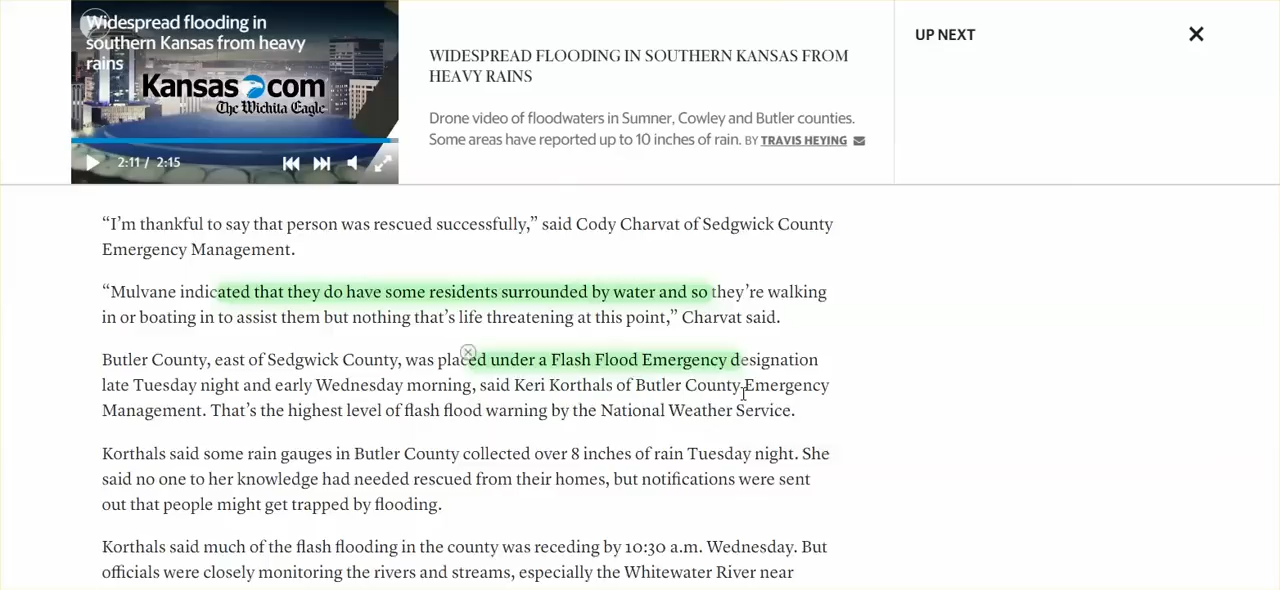 Widespread flooding in
southern Kansas from heavy
rains
Kansas.com
The Wichita Eagle
2:11 / 2:15
WIDESPREAD FLOODING IN SOUTHERN KANSAS FROM
HEAVY RAINS
Drone video of floodwaters in Sumner, Cowley and Butler counties.
Some areas have reported up to 10 inches of rain. BY TRAVIS HEYING
UP NEXT
“I’m thankful to say that person was rescued successfully,” said Cody Charvat of Sedgwick County
Emergency Management.
“Mulvane indicated that they do have some residents surrounded by water and so they’re walking
in or boating in to assist them but nothing that’s life threatening at this point,” Charvat said.
Butler County, east of Sedgwick County, was placed under a Flash Flood Emergency designation
late Tuesday night and early Wednesday morning, said Keri Korthals of Butler County Emergency
Management. That’s the highest level of flash flood warning by the National Weather Service.
Korthals said some rain gauges in Butler County collected over 8 inches of rain Tuesday night. She
said no one to her knowledge had needed rescued from their homes, but notifications were sent
out that people might get trapped by flooding.
Korthals said much of the flash flooding in the county was receding by 10:30 a.m. Wednesday. But
officials were closely monitoring the rivers and streams, especially the Whitewater River near